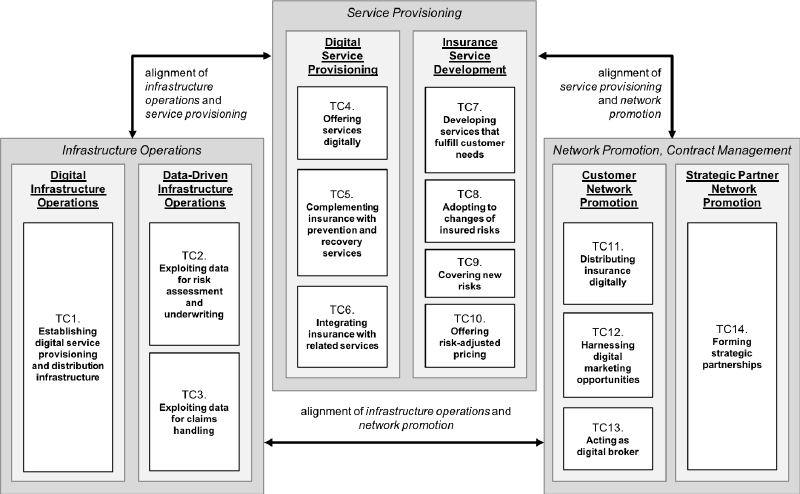 Service Provisioning
Digital
Service
Provisioning
TC4.
Offering
services
digitally
TC5.
Complementing
insurance with
prevention and
recovery
services
TC6.
Integrating
insurance with
related services
Insurance
Service
Development
TC7.
Developing
services that
fulfill customer
needs
TC8.
Adopting to
changes of
insured risks
TC9.
Covering new
risks
TC10.
Offering
risk-adjusted
pricing
alignment of
infrastructure
operations and
service provisioning
alignment of
service provisioning
and network
promotion
Infrastructure Operations
Digital
Infrastructure
Operations
TC1.
Establishing
digital service
provisioning
and distribution
infrastructure
Data-Driven
Infrastructure
Operations
TC2.
Exploiting data
for risk
assessment
and
underwriting
TC3.
Exploiting data
for claims
handling
alignment of infrastructure operations and
network promotion
Network Promotion, Contract Management
Customer
Network
Promotion
TC11.
Distributing
insurance
digitally
TC12.
Harnessing
digital
marketing
opportunities
TC13.
Acting as
digital broker
Strategic Partner
Network
Promotion
TC14.
Forming
strategic
partnerships